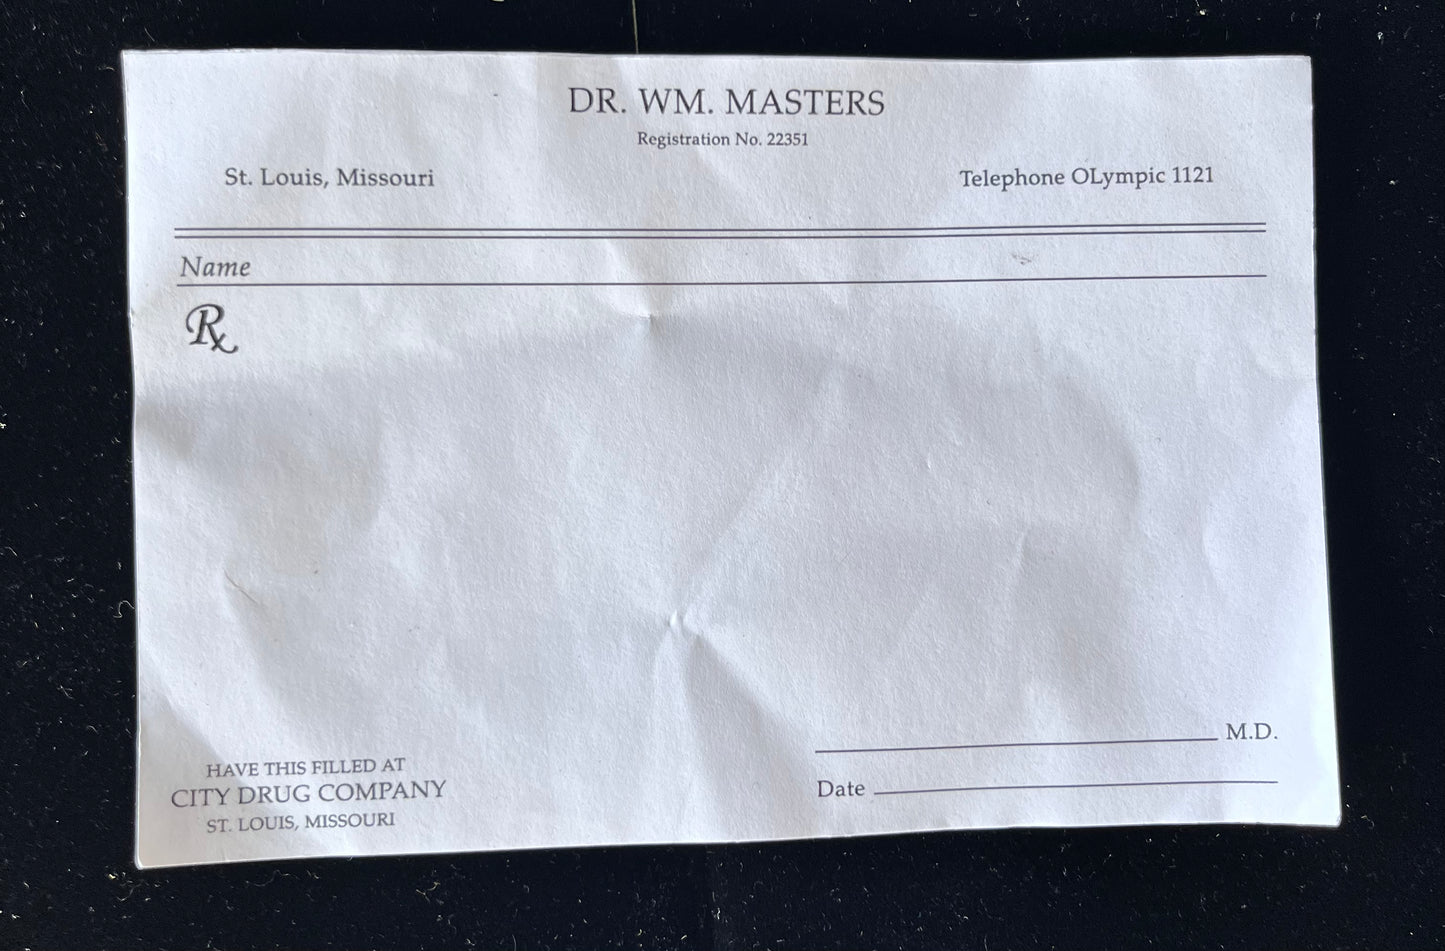 DR. WM. MASTERS
Registration No. 22351
St. Louis, Missouri
Telephone OLympic 1121
Name
℞
M.D.
Date
HAVE THIS FILLED AT
CITY DRUG COMPANY
ST. LOUIS, MISSOURI